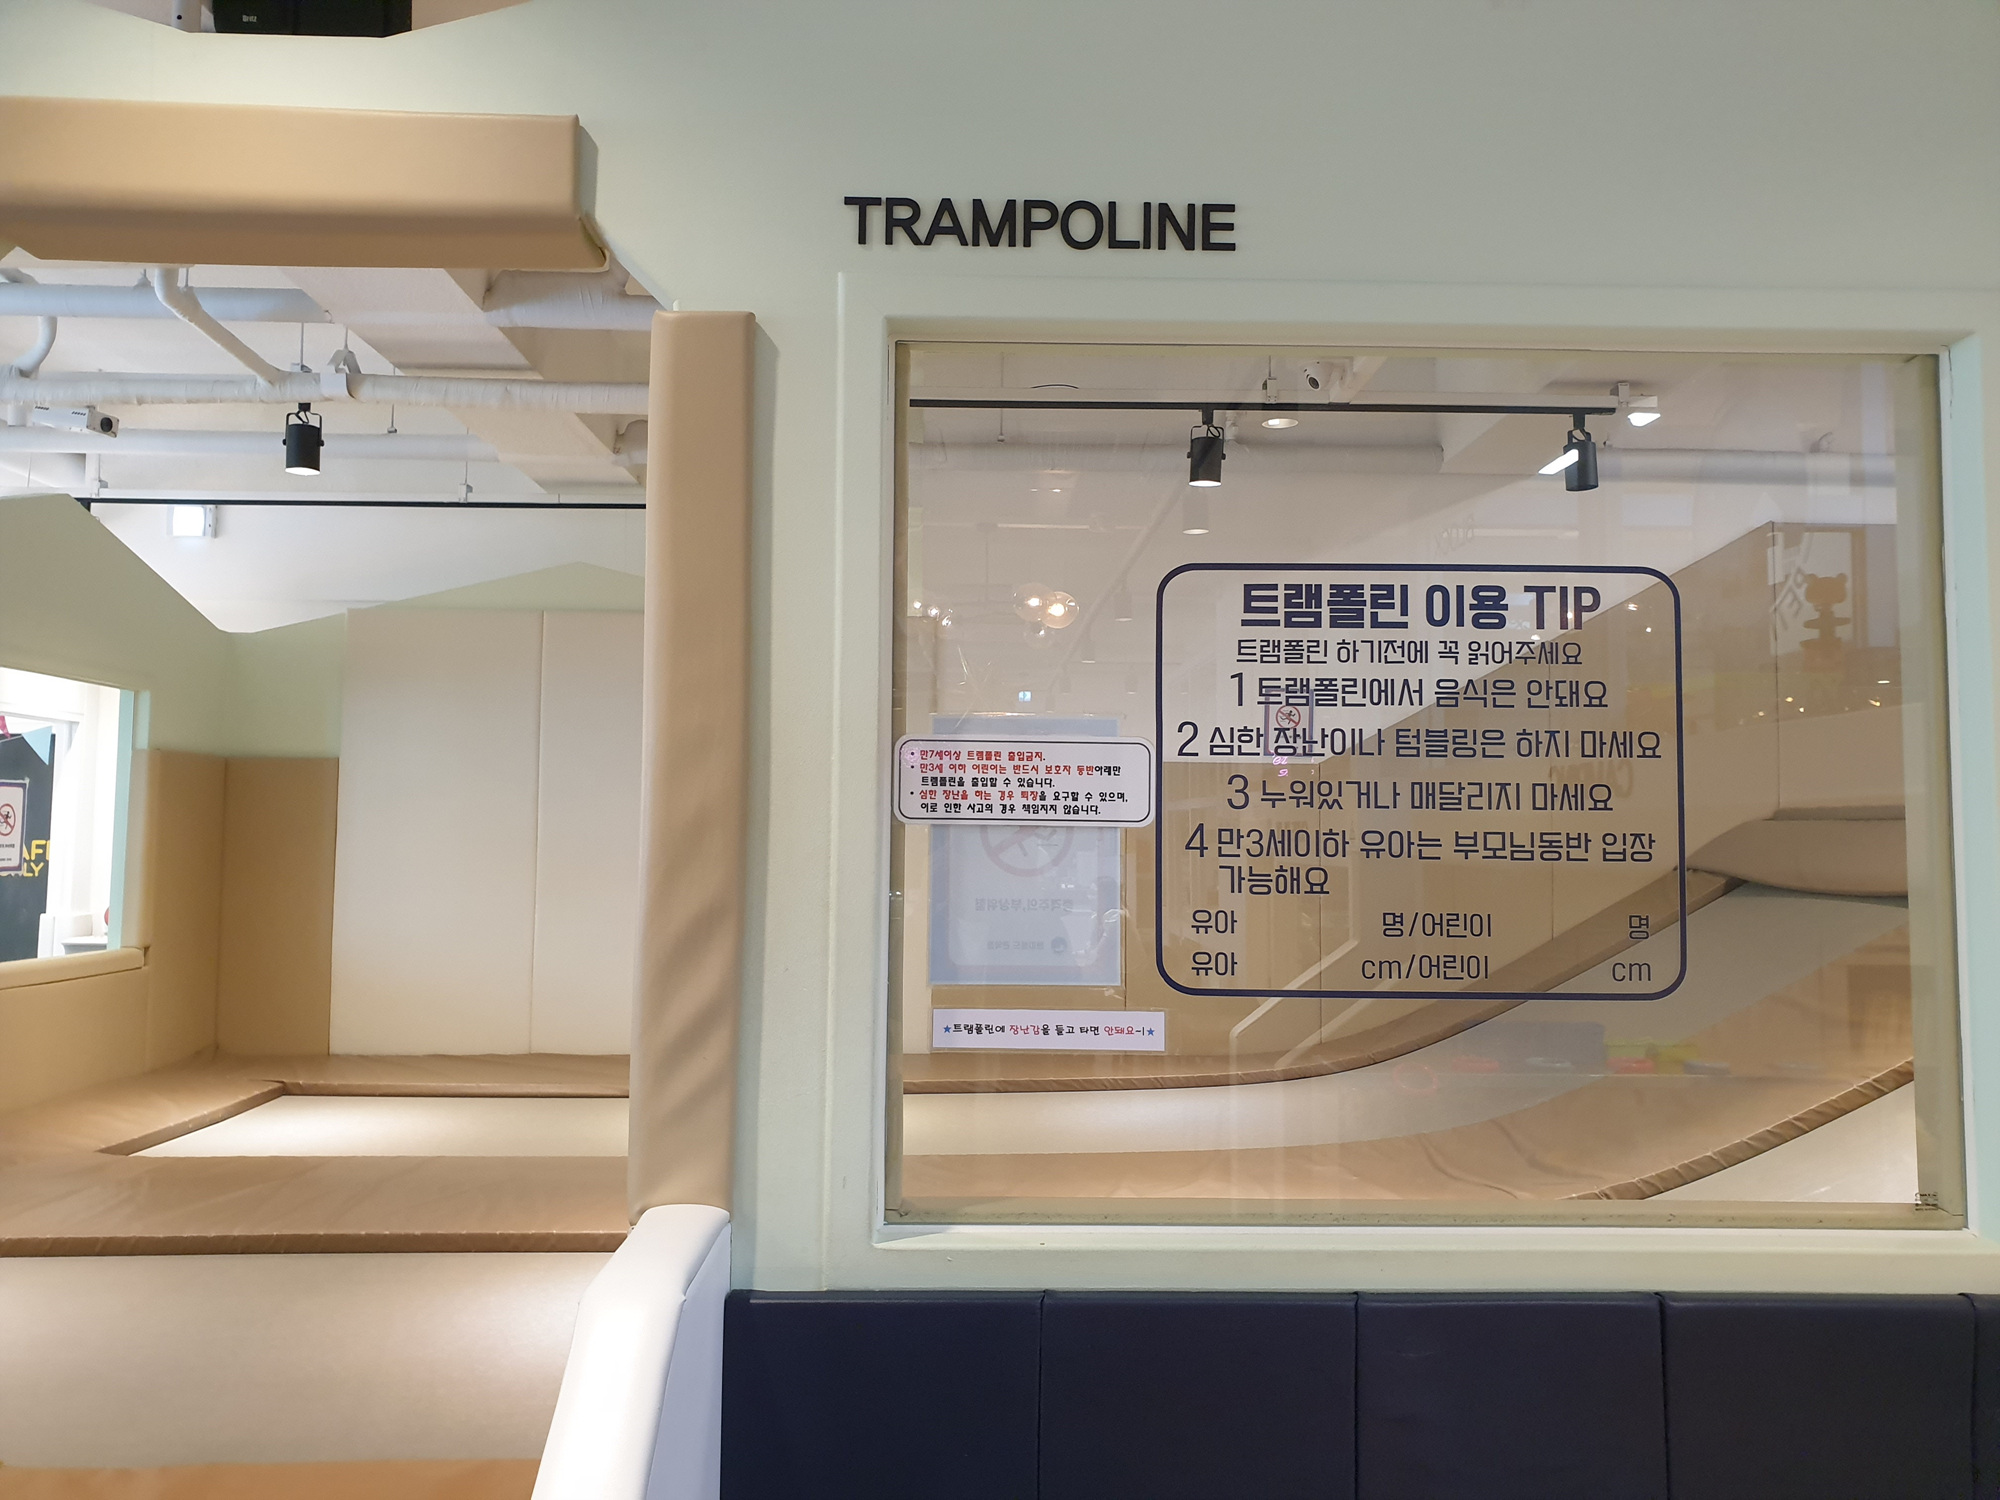 TRAMPOLINE
트램폴린 이용 TIP
트램폴린 하기전에 꼭 읽어주세요
1 트램폴린에서 음식은 안돼요
2 심한 장난이나 텀블링은 하지 마세요
3 누워있거나 매달리지 마세요
4 만3세이하 유아는 부모님동반 입장
가능해요
유아 명/어린이 명
유아 cm/어린이 cm
• 만7세이상 트램폴린 출입금지.
• 만3세 이하 어린이는 반드시 보호자 동반아래만
트램폴린을 출입할 수 있습니다.
• 심한 장난을 하는 경우 퇴장을 요구할 수 있으며,
이로 인한 사고의 경우 책임지지 않습니다.
★트램폴린에 장난감을 들고 타면 안돼요~!★